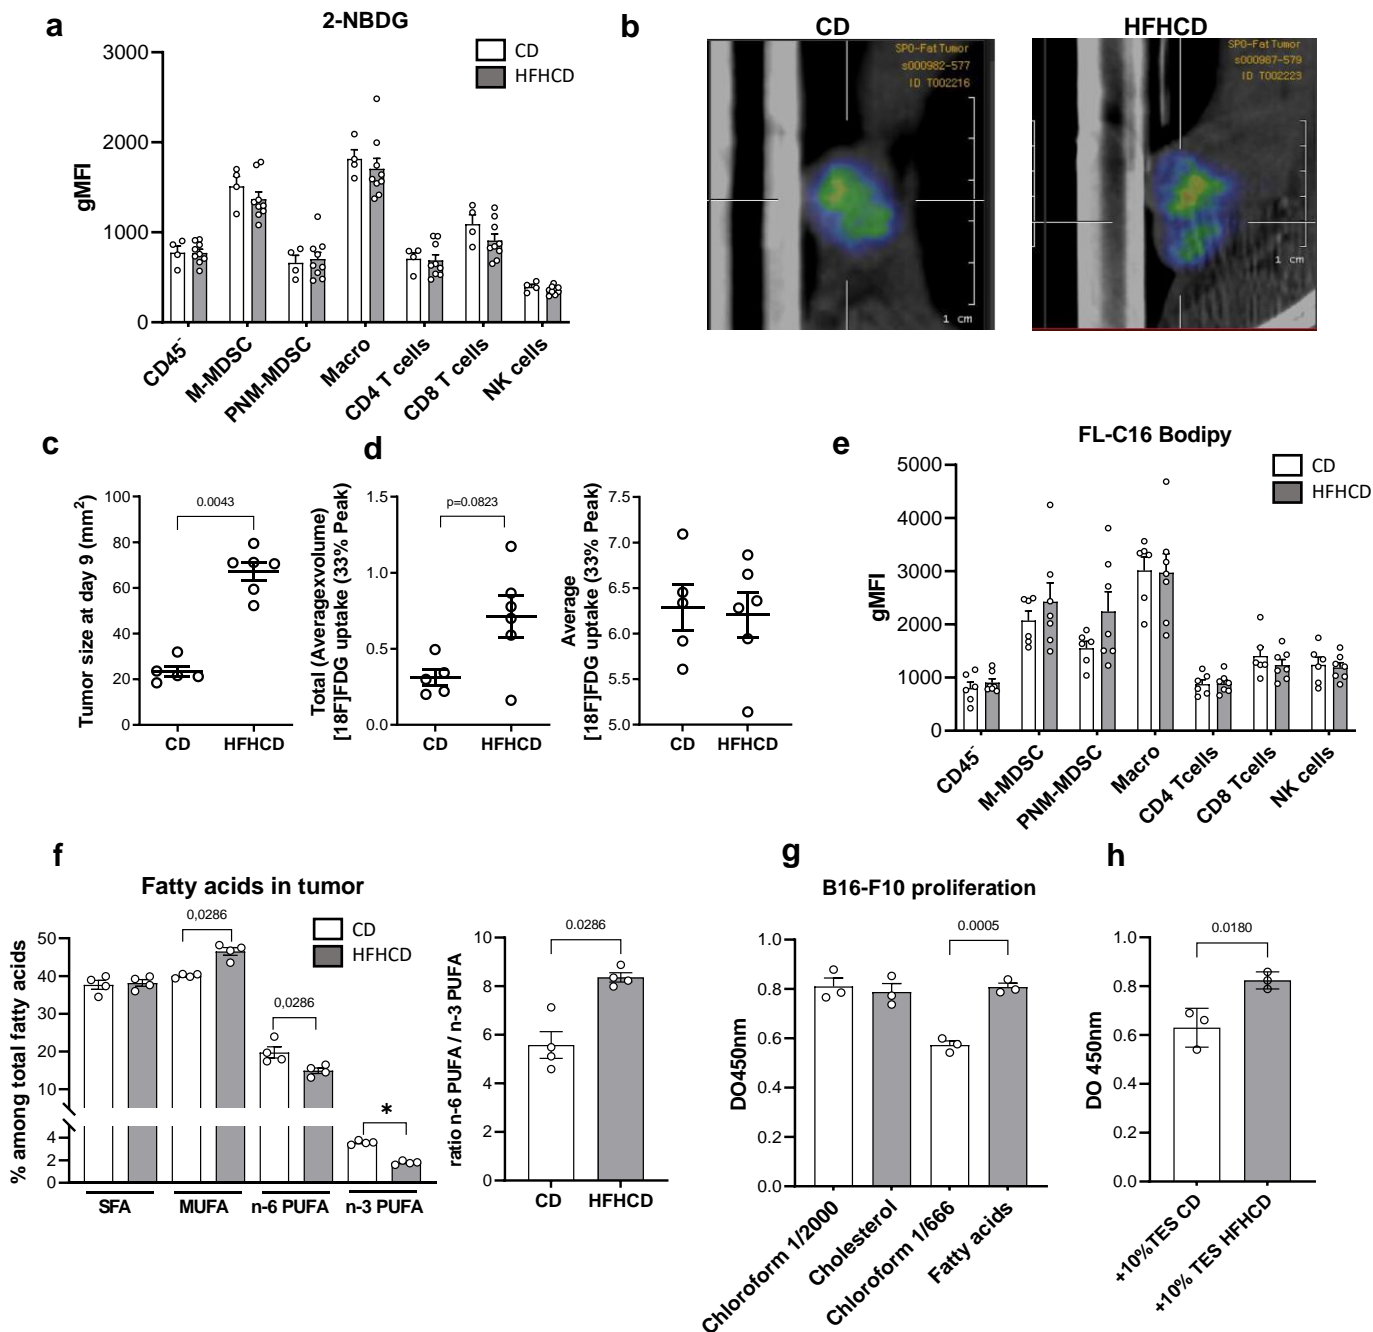 a
2-NBDG
CD
HFHCD
gMFI
3000
2000
1000
0
CD45-
M-MDSC
PNM-MDSC
Macro
CD4 T cells
CD8 T cells
NK cells
b
CD
SPO-Fat Tumor
s000982-577
ID T002216
1 cm
HFHCD
SPO-Fat Tumor
s000987-579
ID T002223
1 cm
c
Tumor size at day 9 (mm2)
100
80
60
40
20
0
0.0043
CD
HFHCD
d
Total (Averagexvolume)
[18F]FDG uptake (33% Peak)
1.5
1.0
0.5
0.0
p=0.0823
CD
HFHCD
Average
[18F]FDG uptake (33% Peak)
7.5
7.0
6.5
6.0
5.5
5.0
CD
HFHCD
e
FL-C16 Bodipy
CD
HFHCD
gMFI
5000
4000
3000
2000
1000
0
CD45-
M-MDSC
PNM-MDSC
Macro
CD4 Tcells
CD8 Tcells
NK cells
f
Fatty acids in tumor
CD
HFHCD
% among total fatty acids
50
40
30
20
10
4
2
0
0,0286
0,0286
*
SFA
MUFA
n-6 PUFA
n-3 PUFA
ratio n-6 PUFA / n-3 PUFA
10
8
6
4
2
0
0.0286
CD
HFHCD
g
B16-F10 proliferation
DO450nm
1.0
0.8
0.6
0.4
0.2
0.0
0.0005
Chloroform 1/2000
Cholesterol
Chloroform 1/666
Fatty acids
h
DO 450nm
1.0
0.8
0.6
0.4
0.2
0.0
0.0180
+10%TES CD
+10% TES HFHCD